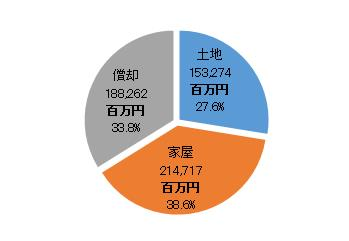 土地
153,274
百万円
27.6%
償却
188,262
百万円
33.8%
家屋
214,717
百万円
38.6%